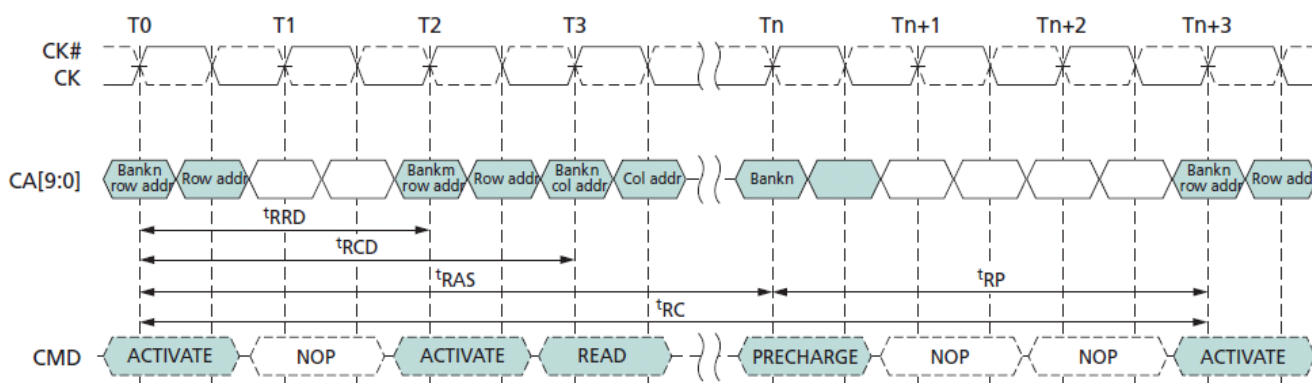 T0 T1 T2 T3 Tn Tn+1 Tn+2 Tn+3
CK#
CK
CA[9:0]
Bankn
row addr
Row addr
Bankm
row addr
Row addr
Bankn
col addr
Col addr
Bankn
Bankn
row addr
Row add
tRRD
tRCD
tRAS
tRP
tRC
CMD ACTIVATE NOP ACTIVATE READ PRECHARGE NOP NOP ACTIVATE